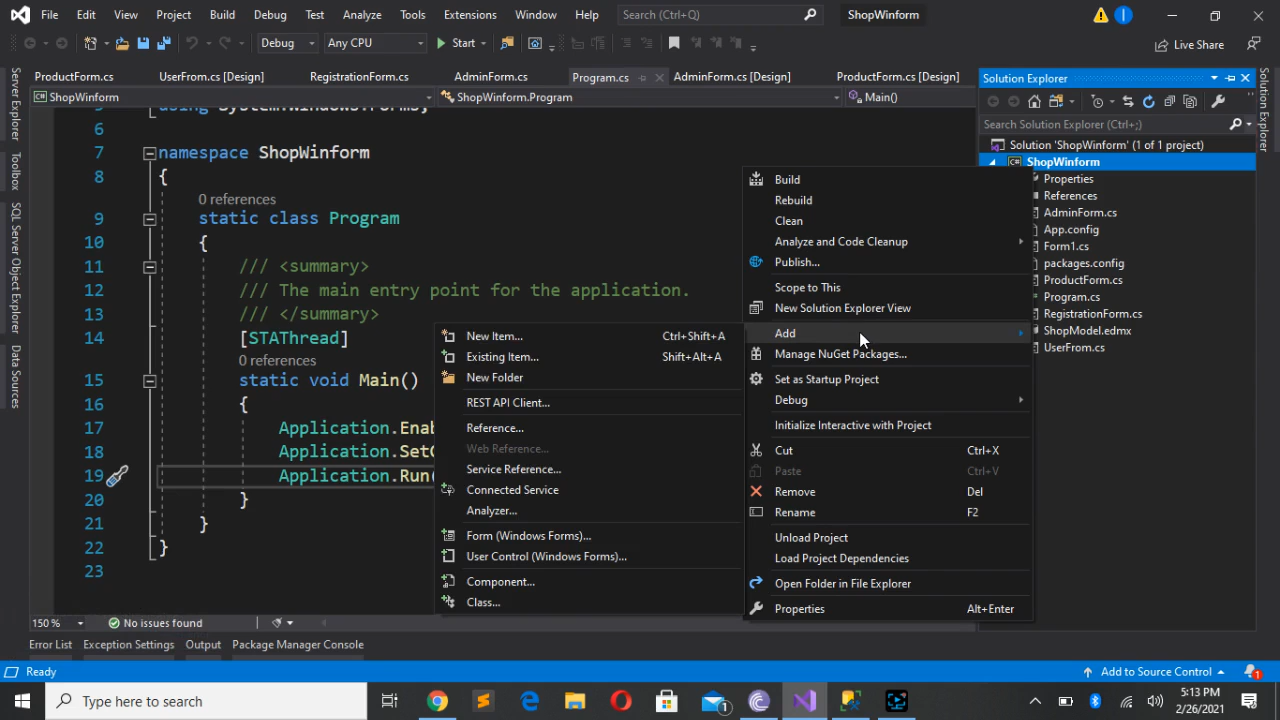 File Edit View Project Build Debug Test Analyze Tools Extensions Window Help Search (Ctrl+Q) ShopWinform
Debug Any CPU Start Live Share
ProductForm.cs UserFrom.cs [Design] RegistrationForm.cs AdminForm.cs Program.cs AdminForm.cs [Design] ProductForm.cs [Design]
ShopWinform ShopWinform.Program Main()
Server Explorer
Toolbox
SQL Server Object Explorer
Data Sources
6
7 namespace ShopWinform
8 {
0 references
9 static class Program
10 {
11 /// <summary>
12 /// The main entry point for the application.
13 /// </summary>
14 [STAThread]
0 references
15 static void Main()
16 {
17 Application.Enab
18 Application.SetC
19 Application.Run(
20 }
21 }
22 }
23
New Item... Ctrl+Shift+A
Existing Item... Shift+Alt+A
New Folder
REST API Client...
Reference...
Web Reference...
Service Reference...
Connected Service
Analyzer...
Form (Windows Forms)...
User Control (Windows Forms)...
Component...
Class...
Build
Rebuild
Clean
Analyze and Code Cleanup
Publish...
Scope to This
New Solution Explorer View
Add
Manage NuGet Packages...
Set as Startup Project
Debug
Initialize Interactive with Project
Cut Ctrl+X
Paste Ctrl+V
Remove Del
Rename F2
Unload Project
Load Project Dependencies
Open Folder in File Explorer
Properties Alt+Enter
Solution Explorer
Search Solution Explorer (Ctrl+;)
Solution 'ShopWinform' (1 of 1 project)
ShopWinform
Properties
References
AdminForm.cs
App.config
Form1.cs
packages.config
ProductForm.cs
Program.cs
RegistrationForm.cs
ShopModel.edmx
UserFrom.cs
Solution Explorer
150 % No issues found
Error List Exception Settings Output Package Manager Console
Ready Add to Source Control 1
Type here to search 1 5:13 PM
2/26/2021